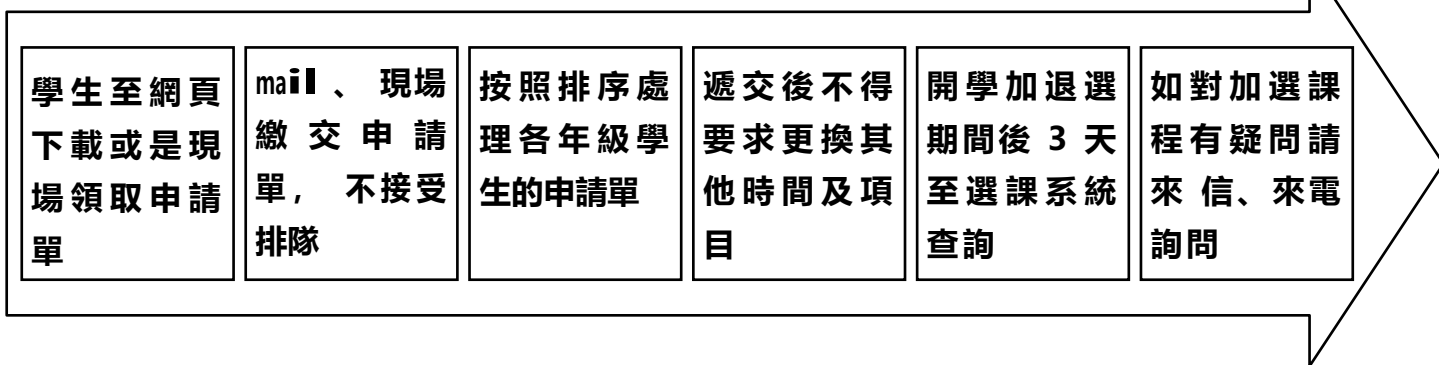 學生至網頁
下載或是現
場領取申請
單
mail、現場
繳交申請
單，不接受
排隊
按照排序處
理各年級學
生的申請單
遞交後不得
要求更換其
他時間及項
目
開學加退選
期間後 3 天
至選課系統
查詢
如對加選課
程有疑問請
來信、來電
詢問